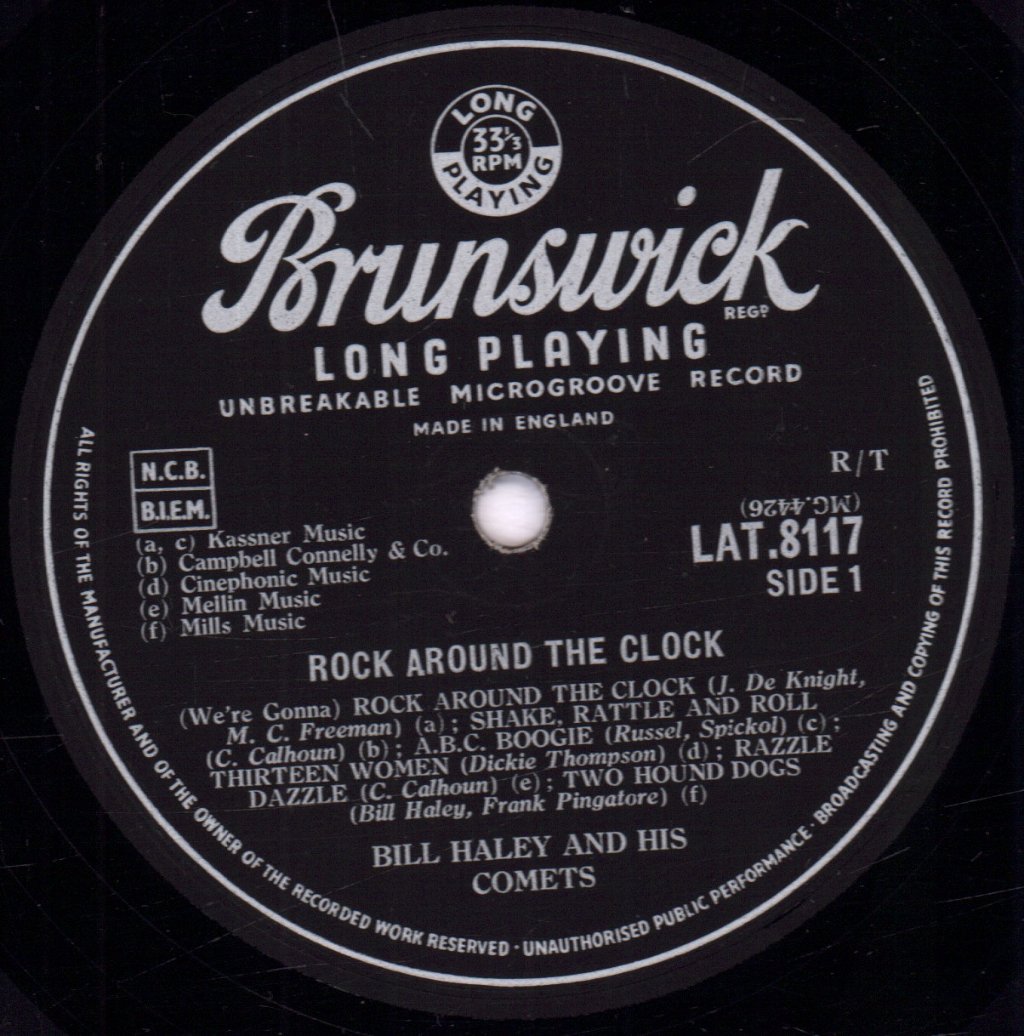 LONG
33⅓
RPM
PLAYING
Brunswick
REGD.
LONG PLAYING
UNBREAKABLE MICROGROOVE RECORD
MADE IN ENGLAND
N.C.B.
B.I.E.M.
R/T
(MG.4426)
LAT.8117
SIDE 1
(a, c) Kassner Music
(b) Campbell Connelly & Co.
(d) Cinephonic Music
(e) Mellin Music
(f) Mills Music
ROCK AROUND THE CLOCK
(We're Gonna) ROCK AROUND THE CLOCK (J. De Knight,
M. C. Freeman) (a); SHAKE, RATTLE AND ROLL
(C. Calhoun) (b); A.B.C. BOOGIE (Russel, Spickol) (c);
THIRTEEN WOMEN (Dickie Thompson) (d); RAZZLE
DAZZLE (C. Calhoun) (e); TWO HOUND DOGS
(Bill Haley, Frank Pingatore) (f)
BILL HALEY AND HIS
COMETS
ALL RIGHTS OF THE MANUFACTURER AND OF THE OWNER OF THE RECORDED WORK RESERVED · UNAUTHORISED PUBLIC PERFORMANCE · BROADCASTING AND COPYING OF THIS RECORD PROHIBITED